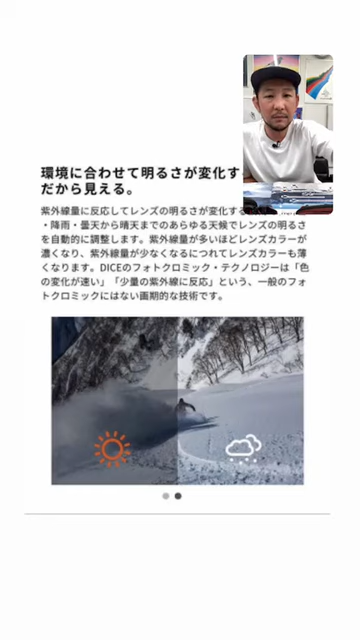 環境に合わせて明るさが変化す
だから見える。
紫外線量に反応してレンズの明るさが変化する
・降雨・曇天から晴天までのあらゆる天候でレンズの明るさ
を自動的に調整します。紫外線量が多いほどレンズカラーが
濃くなり、紫外線量が少なくなるにつれてレンズカラーも薄
くなります。DICEのフォトクロミック・テクノロジーは「色
の変化が速い」「少量の紫外線に反応」という、一般のフォ
トクロミックにはない画期的な技術です。